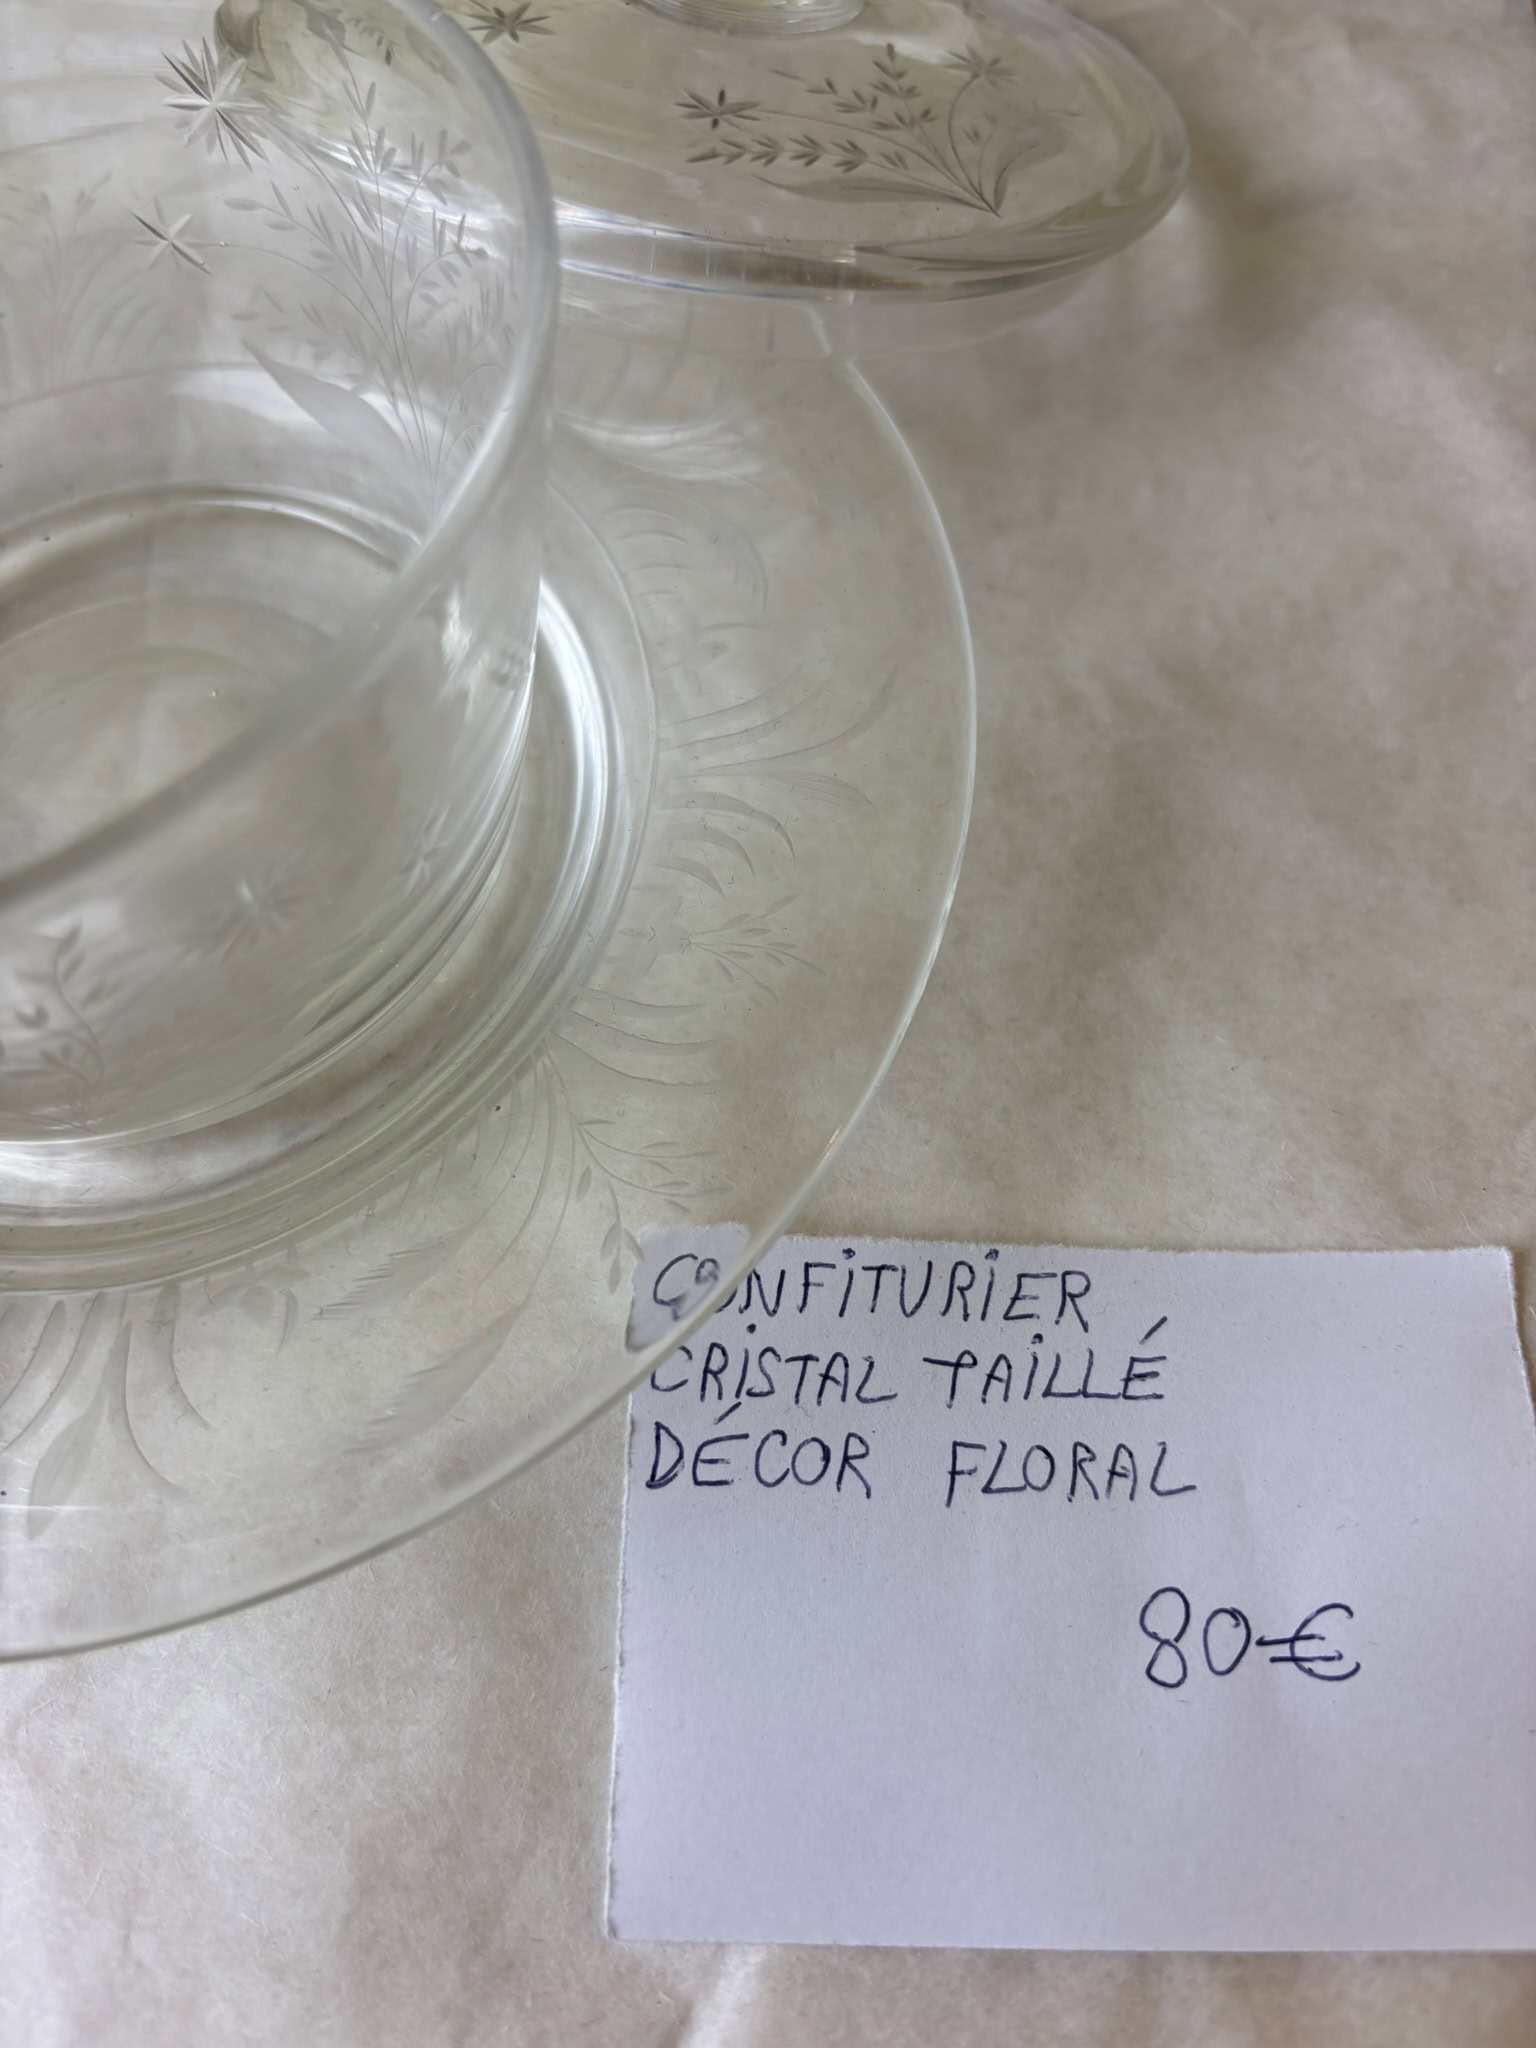 CONFITURIER
CRISTAL TAILLÉ
DÉCOR FLORAL
80€